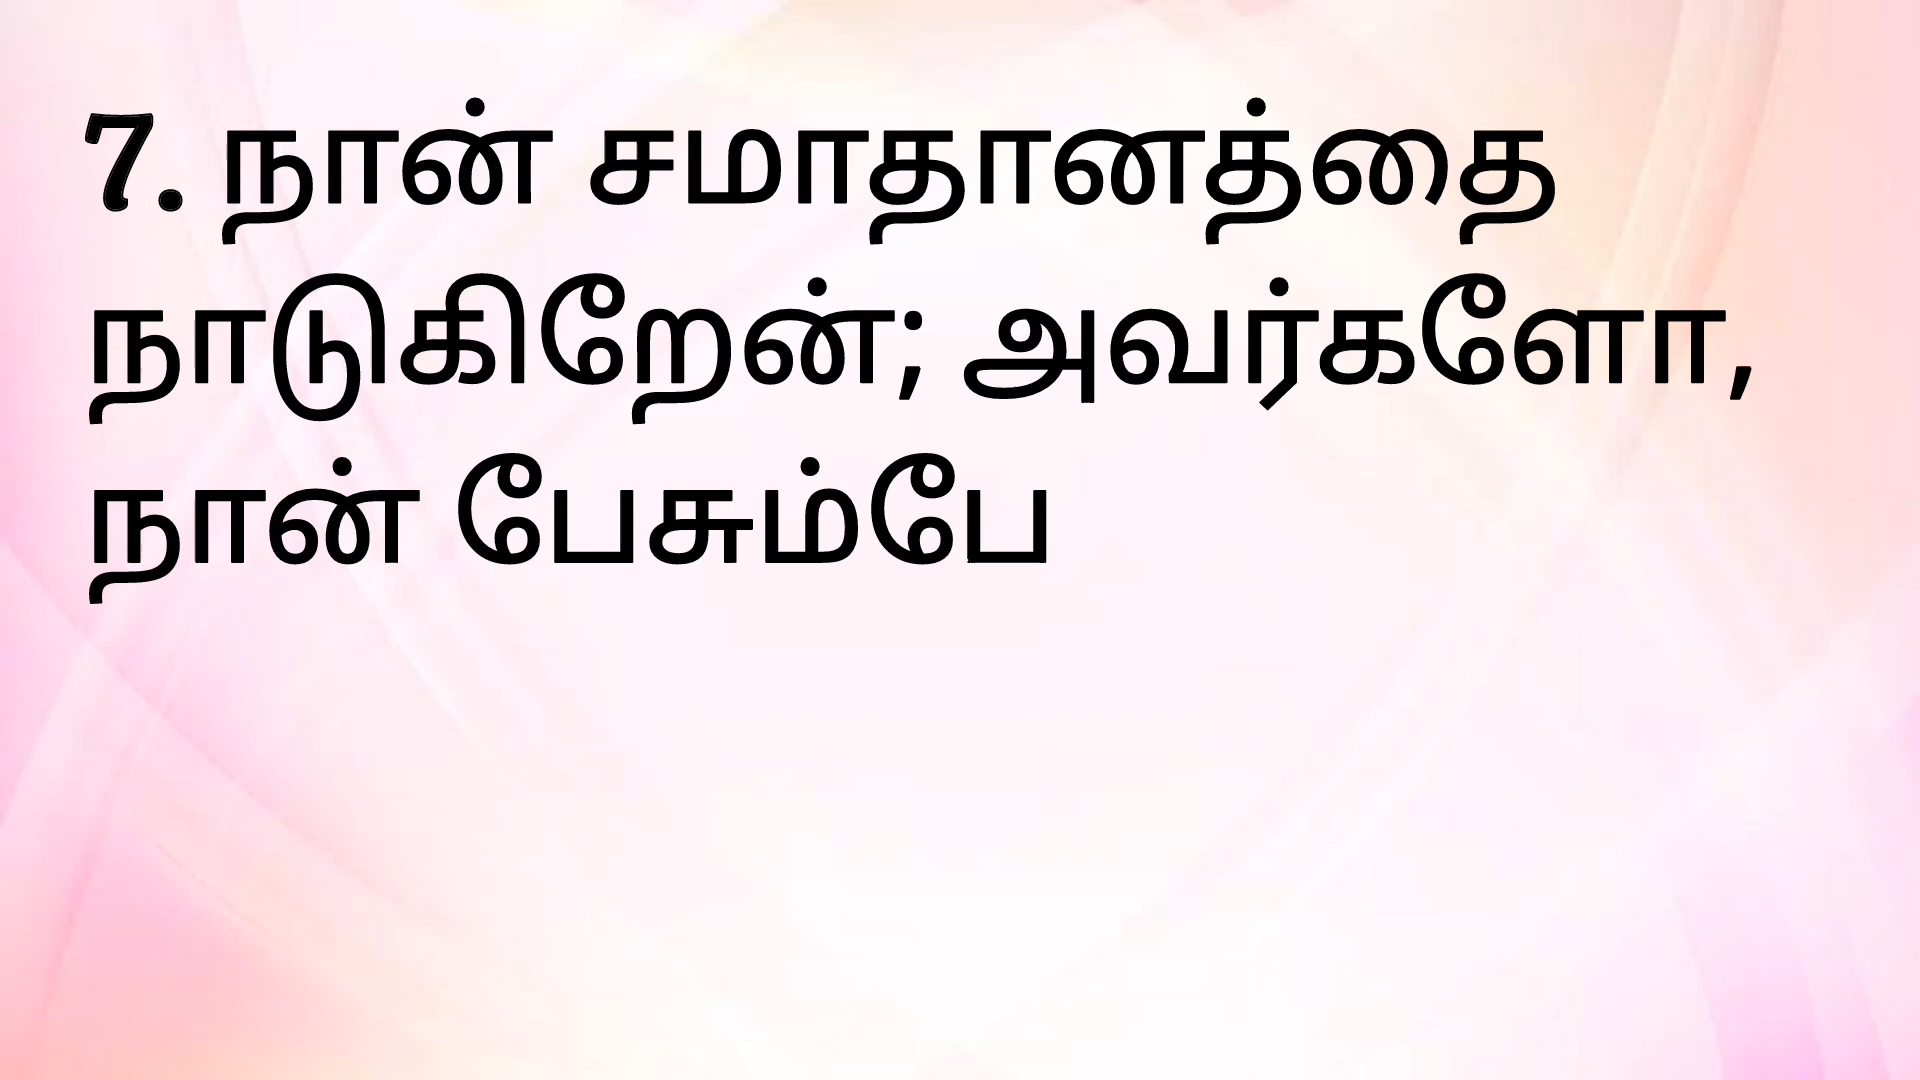 7. நான் சமாதானத்தை
நாடுகிறேன்; அவர்களோ,
நான் பேசும்பே